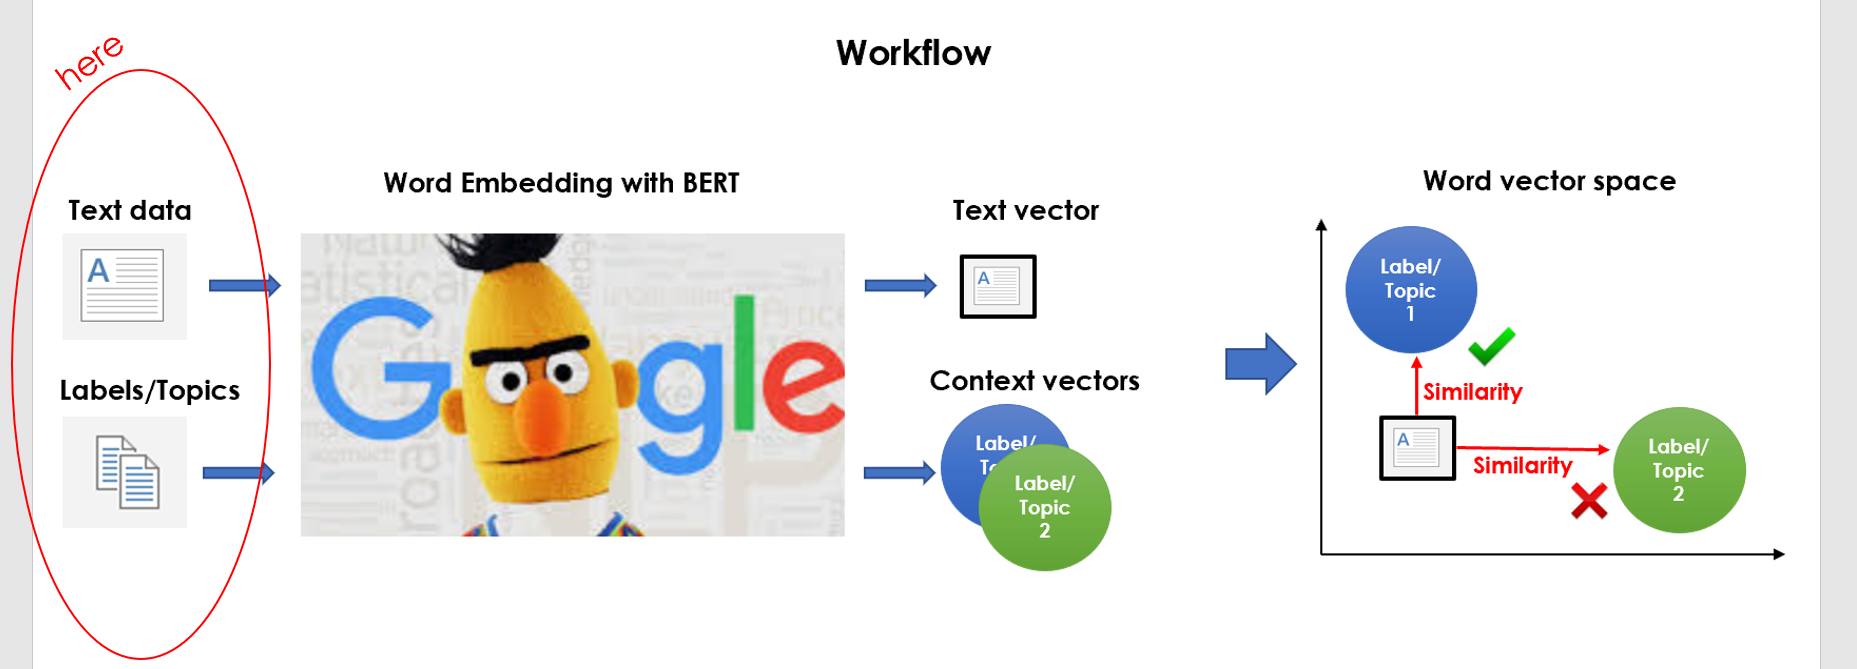 here
Workflow
Word Embedding with BERT
Word vector space
Text data
Text vector
A
A
Google
Labels/Topics
Context vectors
Label/
Label/
Topic
2
Label/
Topic
1
Similarity
A
Similarity
Label/
Topic
2